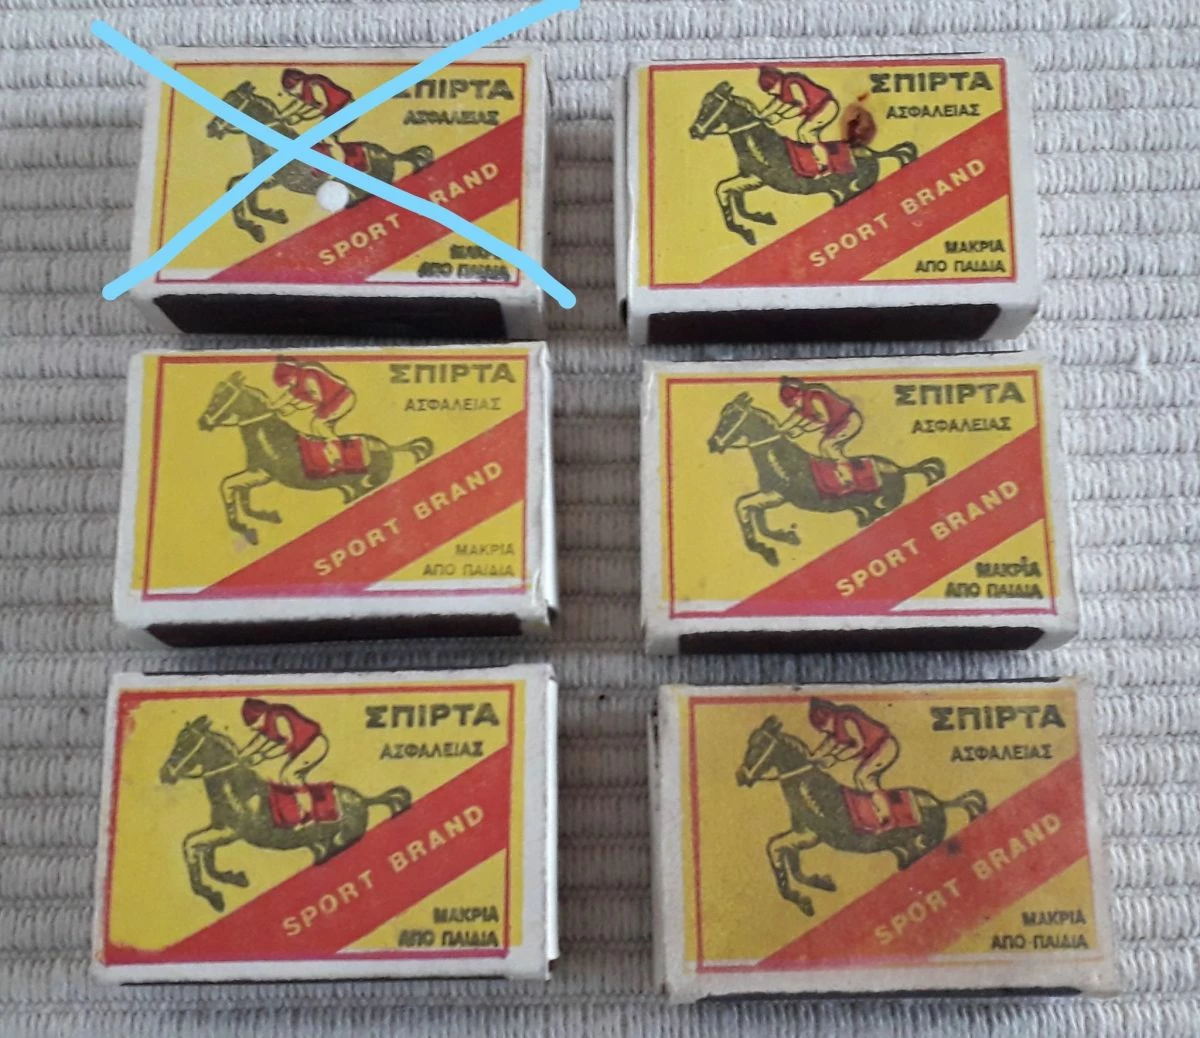 ΣΠΙΡΤΑ
ΑΣΦΑΛΕΙΑΣ
SPORT BRAND
ΜΑΚΡΙΑ
ΑΠΟ ΠΑΙΔΙΑ
ΣΠΙΡΤΑ
ΑΣΦΑΛΕΙΑΣ
SPORT BRAND
ΜΑΚΡΙΑ
ΑΠΟ ΠΑΙΔΙΑ
ΣΠΙΡΤΑ
ΑΣΦΑΛΕΙΑΣ
SPORT BRAND
ΜΑΚΡΙΑ
ΑΠΟ ΠΑΙΔΙΑ
ΣΠΙΡΤΑ
ΑΣΦΑΛΕΙΑΣ
SPORT BRAND
ΜΑΚΡΙΑ
ΑΠΟ ΠΑΙΔΙΑ
ΣΠΙΡΤΑ
ΑΣΦΑΛΕΙΑΣ
SPORT BRAND
ΜΑΚΡΙΑ
ΑΠΟ ΠΑΙΔΙΑ
ΣΠΙΡΤΑ
ΑΣΦΑΛΕΙΑΣ
SPORT BRAND
ΜΑΚΡΙΑ
ΑΠΟ ΠΑΙΔΙΑ